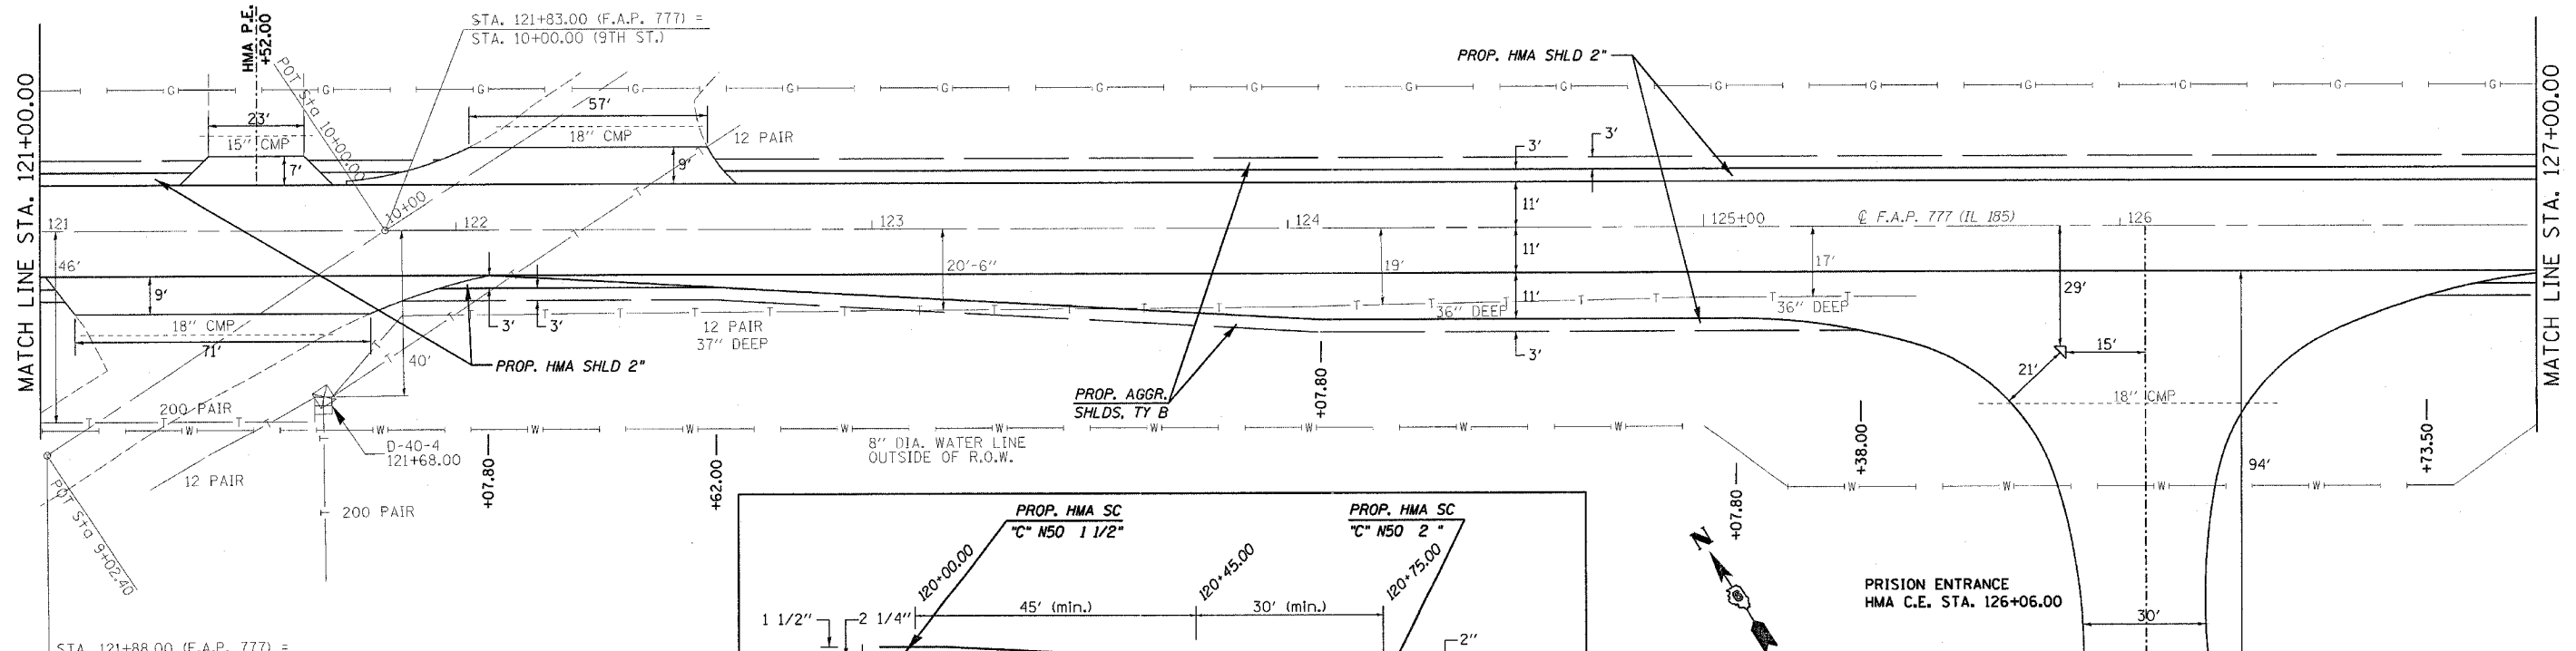 STA. 121+83.00 (F.A.P. 777) =
STA. 10+00.00 (9TH ST.)
HMA P.E.
+52.00
POT Sta 10+00.00
MATCH LINE STA. 121+00.00
MATCH LINE STA. 127+00.00
PROP. HMA SHLD 2"
G G G G G G G G G G G G G G G G
23'
15" CMP
7'
57'
18" CMP
9'
12 PAIR
3'
3'
10+00
121
122
123
124
125+00
℄ F.A.P. 777 (IL 185)
126
11'
11'
11'
3'
46'
9'
18" CMP
71'
3'
3'
40'
20'-6"
19'
17'
29'
15'
21'
12 PAIR
37" DEEP
36" DEEP
36" DEEP
T T T T T T T T T T T T
PROP. HMA SHLD 2"
PROP. AGGR.
SHLDS, TY B
200 PAIR
D-40-4
121+68.00
12 PAIR
200 PAIR
W W W W W W W W W W
8" DIA. WATER LINE
OUTSIDE OF R.O.W.
+07.80
+62.00
+07.80
+07.80
+38.00
+73.50
18" CMP
94'
W W W W W
POT Sta 9+02.40
STA. 121+88.00 (F.A.P. 777) =
PROP. HMA SC
"C" N50 1 1/2"
PROP. HMA SC
"C" N50 2 "
120+00.00
120+45.00
120+75.00
45' (min.)
30' (min.)
1 1/2"
2 1/4"
2"
N
PRISION ENTRANCE
HMA C.E. STA. 126+06.00
30'